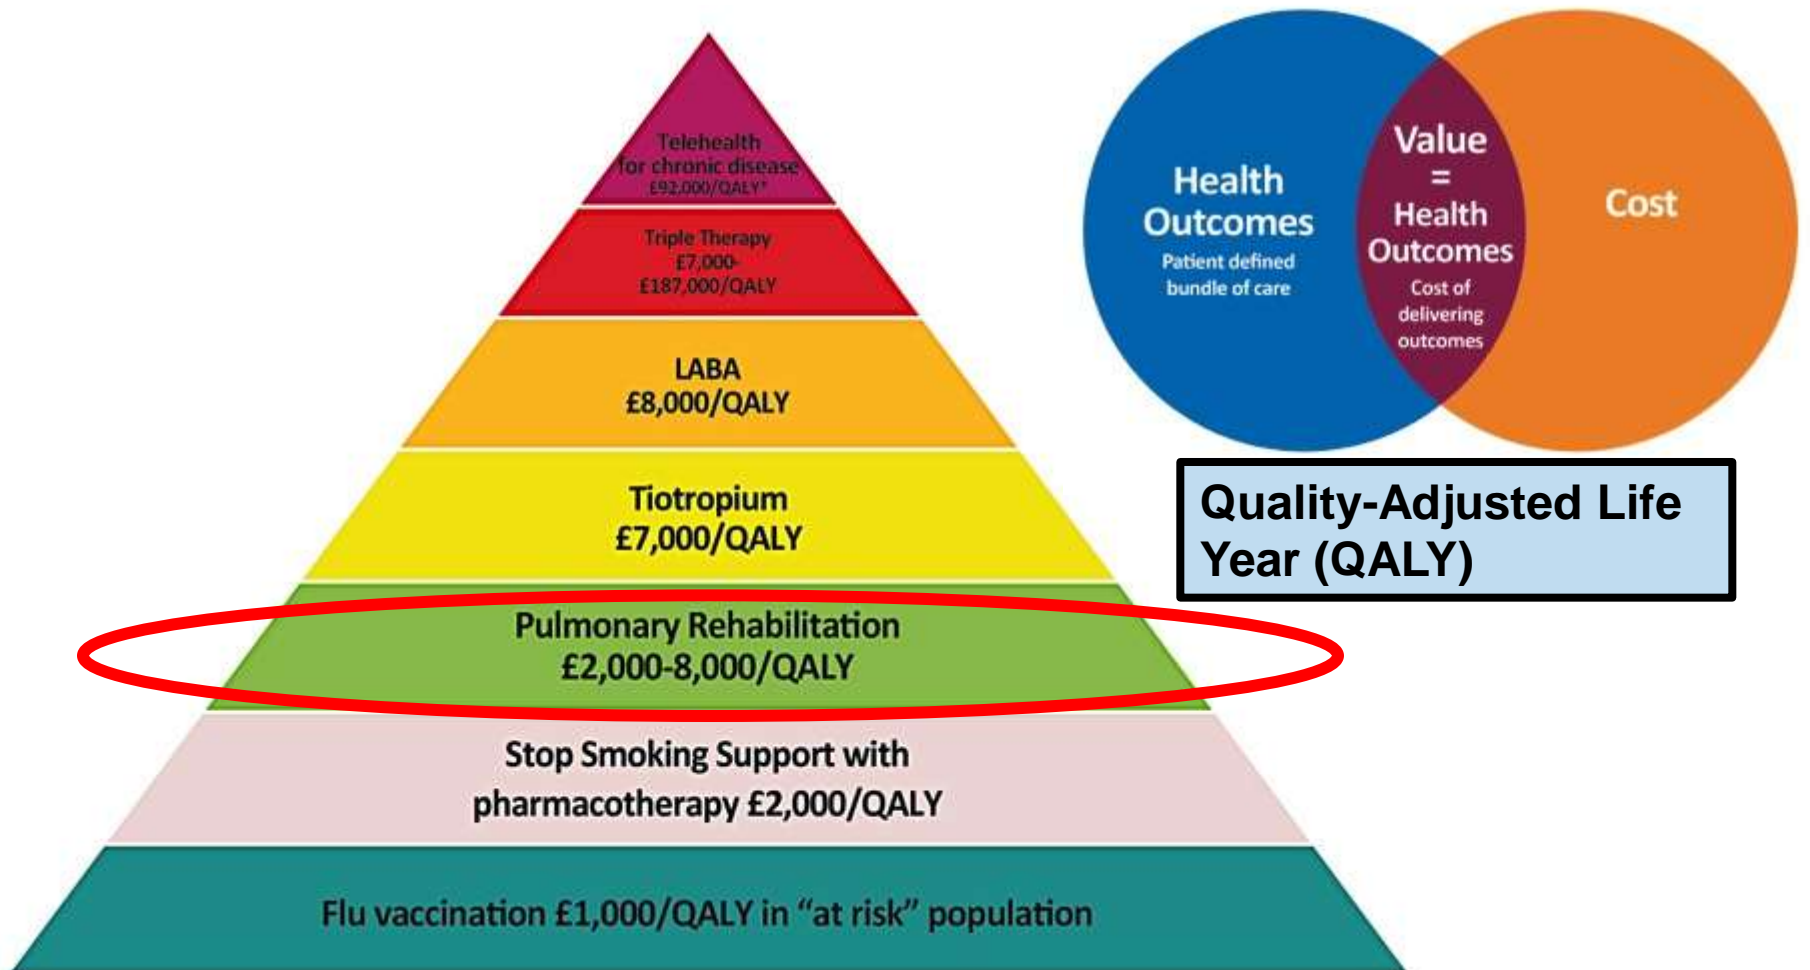 Telehealth
for chronic disease
£92,000/QALY*
Triple Therapy
£7,000-
£187,000/QALY
LABA
£8,000/QALY
Tiotropium
£7,000/QALY
Pulmonary Rehabilitation
£2,000-8,000/QALY
Stop Smoking Support with
pharmacotherapy £2,000/QALY
Flu vaccination £1,000/QALY in “at risk” population
Health
Outcomes
Patient defined
bundle of care
Value
=
Health
Outcomes
Cost of
delivering
outcomes
Cost
Quality-Adjusted Life
Year (QALY)